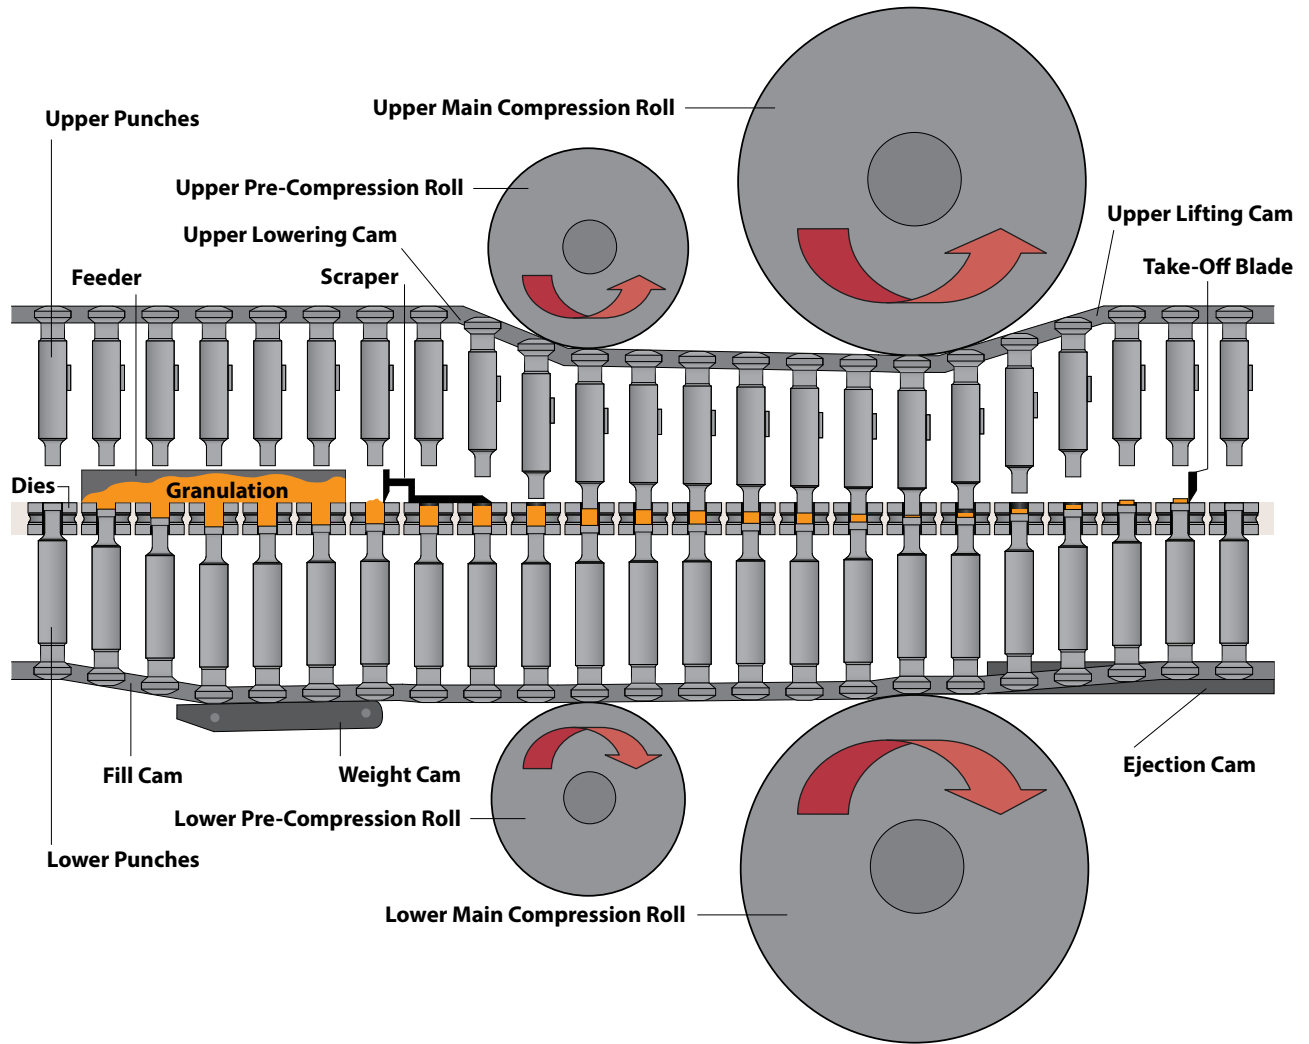 Upper Main Compression Roll
Upper Punches
Upper Pre-Compression Roll
Upper Lifting Cam
Upper Lowering Cam
Take-Off Blade
Feeder
Scraper
Dies
Granulation
Fill Cam
Weight Cam
Ejection Cam
Lower Pre-Compression Roll
Lower Punches
Lower Main Compression Roll